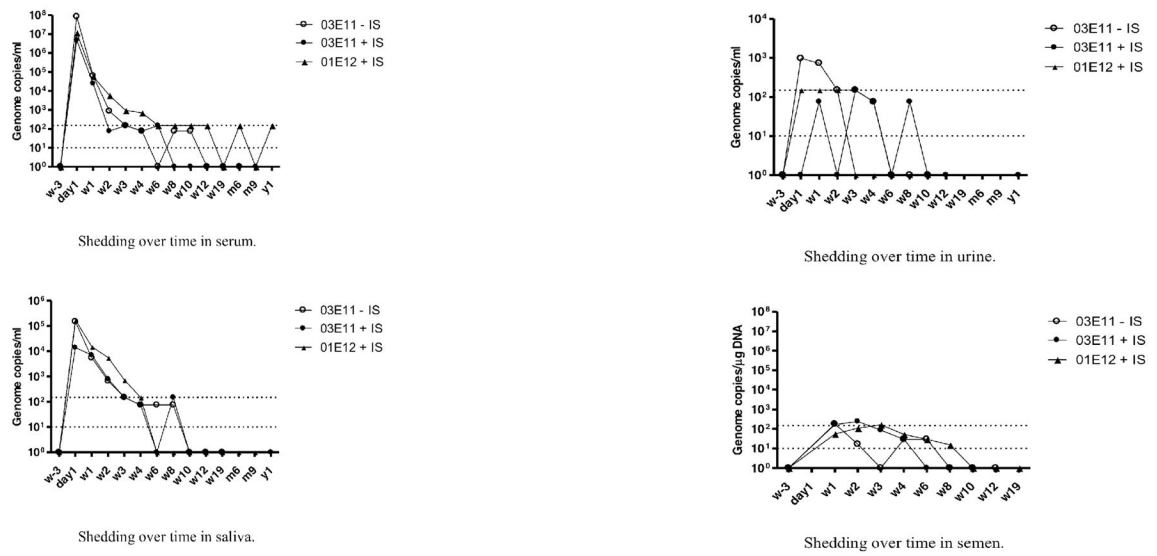 10⁸
10⁷
10⁶
10⁵
10⁴
10³
10²
10¹
10⁰
Genome copies/ml
w-3 day1 w1 w2 w3 w4 w6 w8 w10 w12 w19 m6 m9 y1
03E11 - IS
03E11 + IS
01E12 + IS
Shedding over time in serum.
10⁴
10³
10²
10¹
10⁰
Genome copies/ml
w-3 day1 w1 w2 w3 w4 w6 w8 w10 w12 w19 m6 m9 y1
03E11 - IS
03E11 + IS
01E12 + IS
Shedding over time in urine.
10⁶
10⁵
10⁴
10³
10²
10¹
10⁰
Genome copies/ml
w-3 day1 w1 w2 w3 w4 w6 w8 w10 w12 w19 m6 m9 y1
03E11 - IS
03E11 + IS
01E12 + IS
Shedding over time in saliva.
10⁸
10⁷
10⁶
10⁵
10⁴
10³
10²
10¹
10⁰
Genome copies/µg DNA
w-3 day1 w1 w2 w3 w4 w6 w8 w10 w12 w19
03E11 - IS
03E11 + IS
01E12 + IS
Shedding over time in semen.